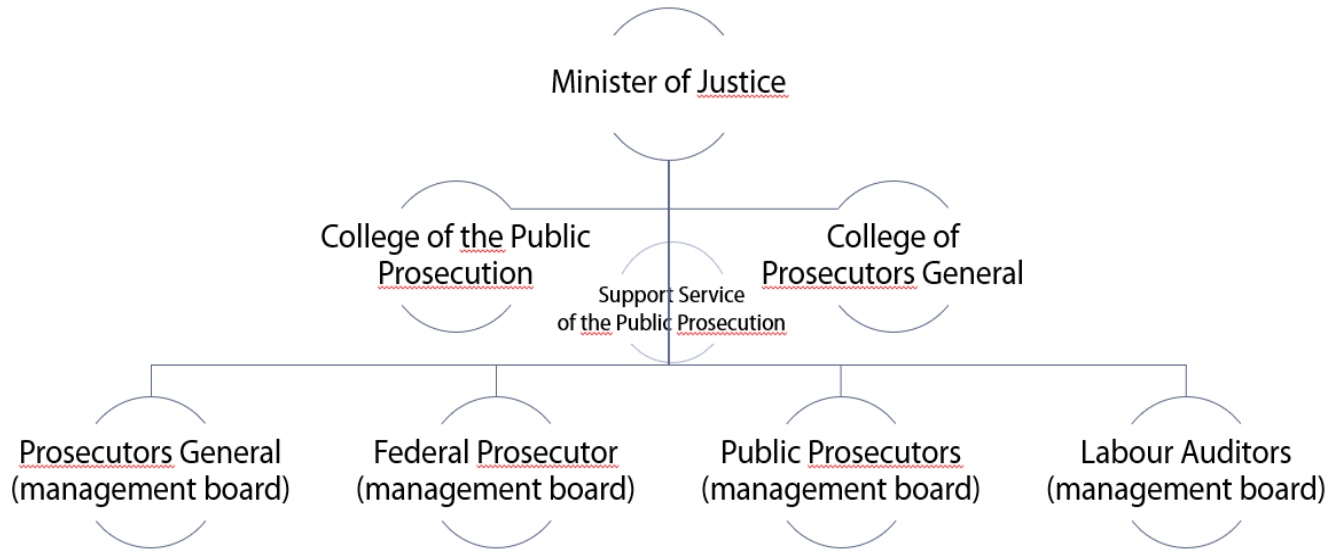 Minister of Justice
College of the Public
Prosecution
College of
Prosecutors General
Support Service
of the Public Prosecution
Prosecutors General
(management board)
Federal Prosecutor
(management board)
Public Prosecutors
(management board)
Labour Auditors
(management board)